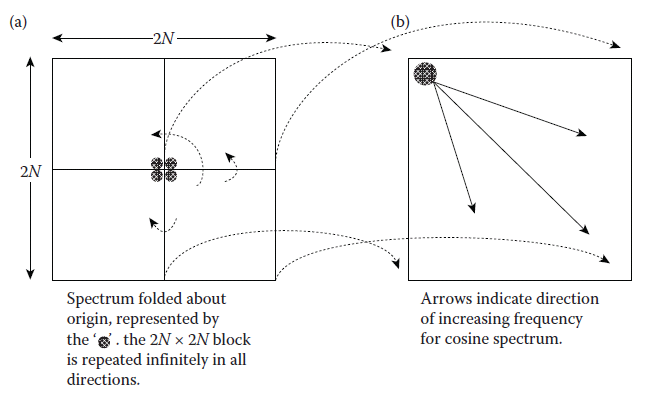 (a)
2N
2N
Spectrum folded about
origin, represented by
the ‘ ’. the 2N × 2N block
is repeated infinitely in all
directions.
(b)
Arrows indicate direction
of increasing frequency
for cosine spectrum.